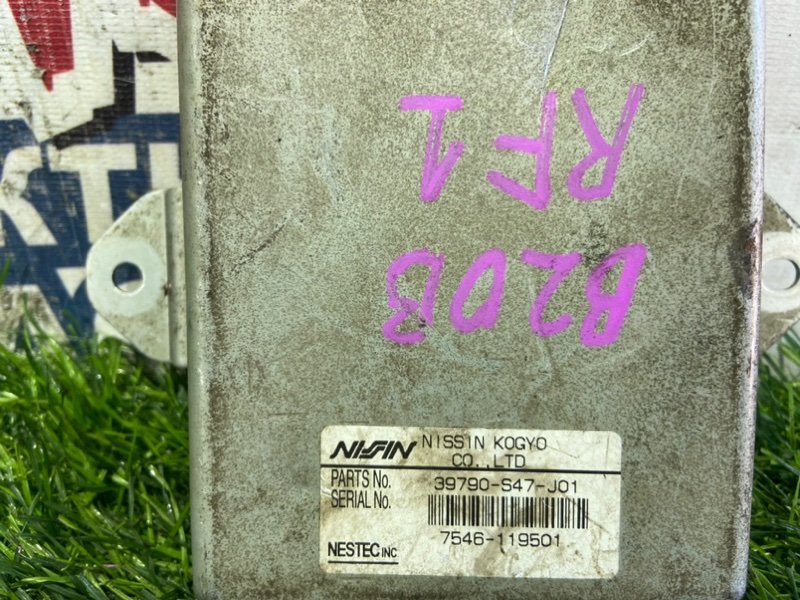 RF1
B20B
NISSIN NISSIN KOGYO
CO.,LTD
PARTS No. 39790-S47-J01
SERIAL No.
7546-119501
NESTEC INC